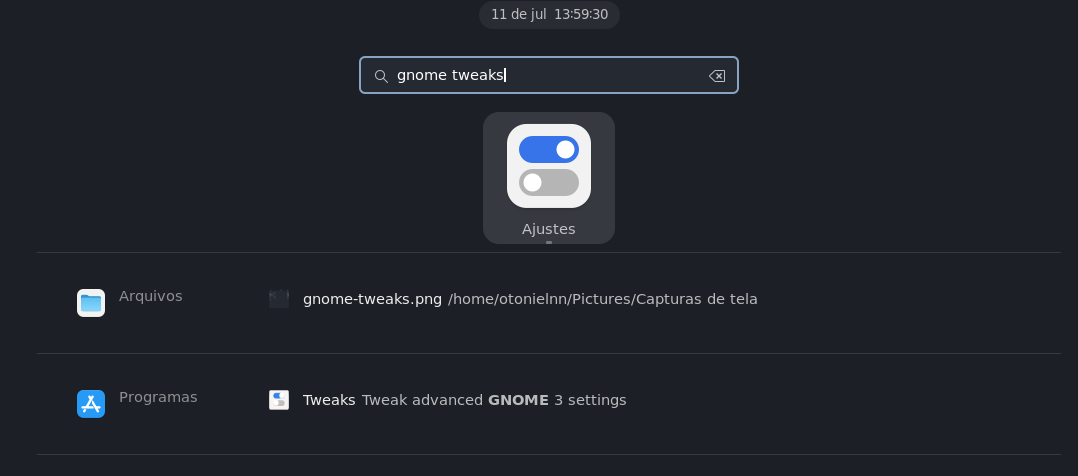 11 de jul 13:59:30
gnome tweaks
Ajustes
Arquivos
gnome-tweaks.png /home/otonielnn/Pictures/Capturas de tela
Programas
Tweaks Tweak advanced GNOME 3 settings